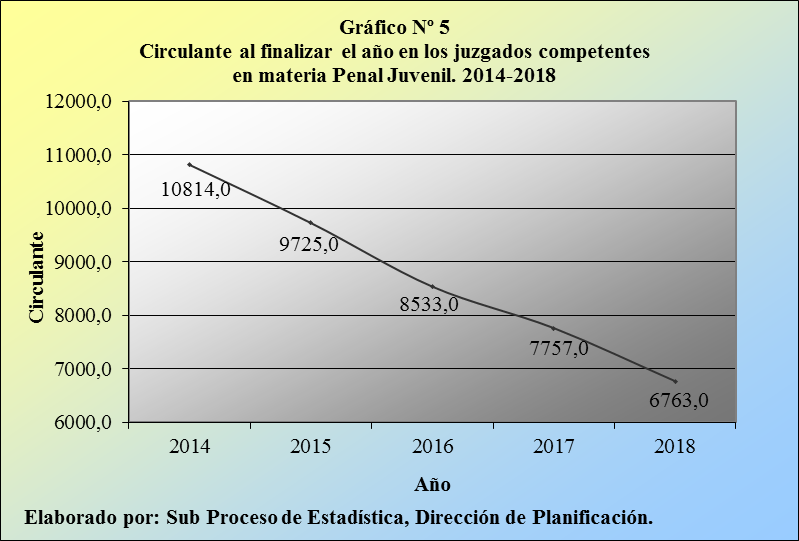 Gráfico Nº 5
Circulante al finalizar el año en los juzgados competentes
en materia Penal Juvenil. 2014-2018
12000,0
11000,0
10000,0
9000,0
8000,0
7000,0
6000,0
Circulante
10814,0
9725,0
8533,0
7757,0
6763,0
2014 2015 2016 2017 2018
Año
Elaborado por: Sub Proceso de Estadística, Dirección de Planificación.